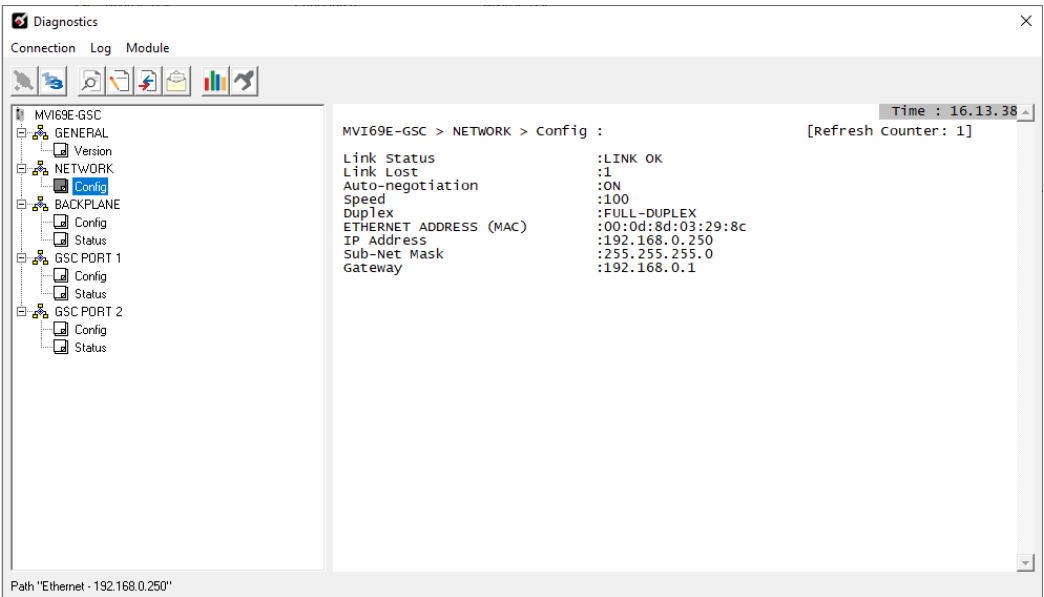 Diagnostics
Connection Log Module
MVI69E-GSC
GENERAL
Version
NETWORK
Config
BACKPLANE
Config
Status
GSC PORT 1
Config
Status
GSC PORT 2
Config
Status
Time : 16.13.38
MVI69E-GSC > NETWORK > Config : [Refresh Counter: 1]
Link Status :LINK OK
Link Lost :1
Auto-negotiation :ON
Speed :100
Duplex :FULL-DUPLEX
ETHERNET ADDRESS (MAC) :00:0d:8d:03:29:8c
IP Address :192.168.0.250
Sub-Net Mask :255.255.255.0
Gateway :192.168.0.1
Path "Ethernet - 192.168.0.250"